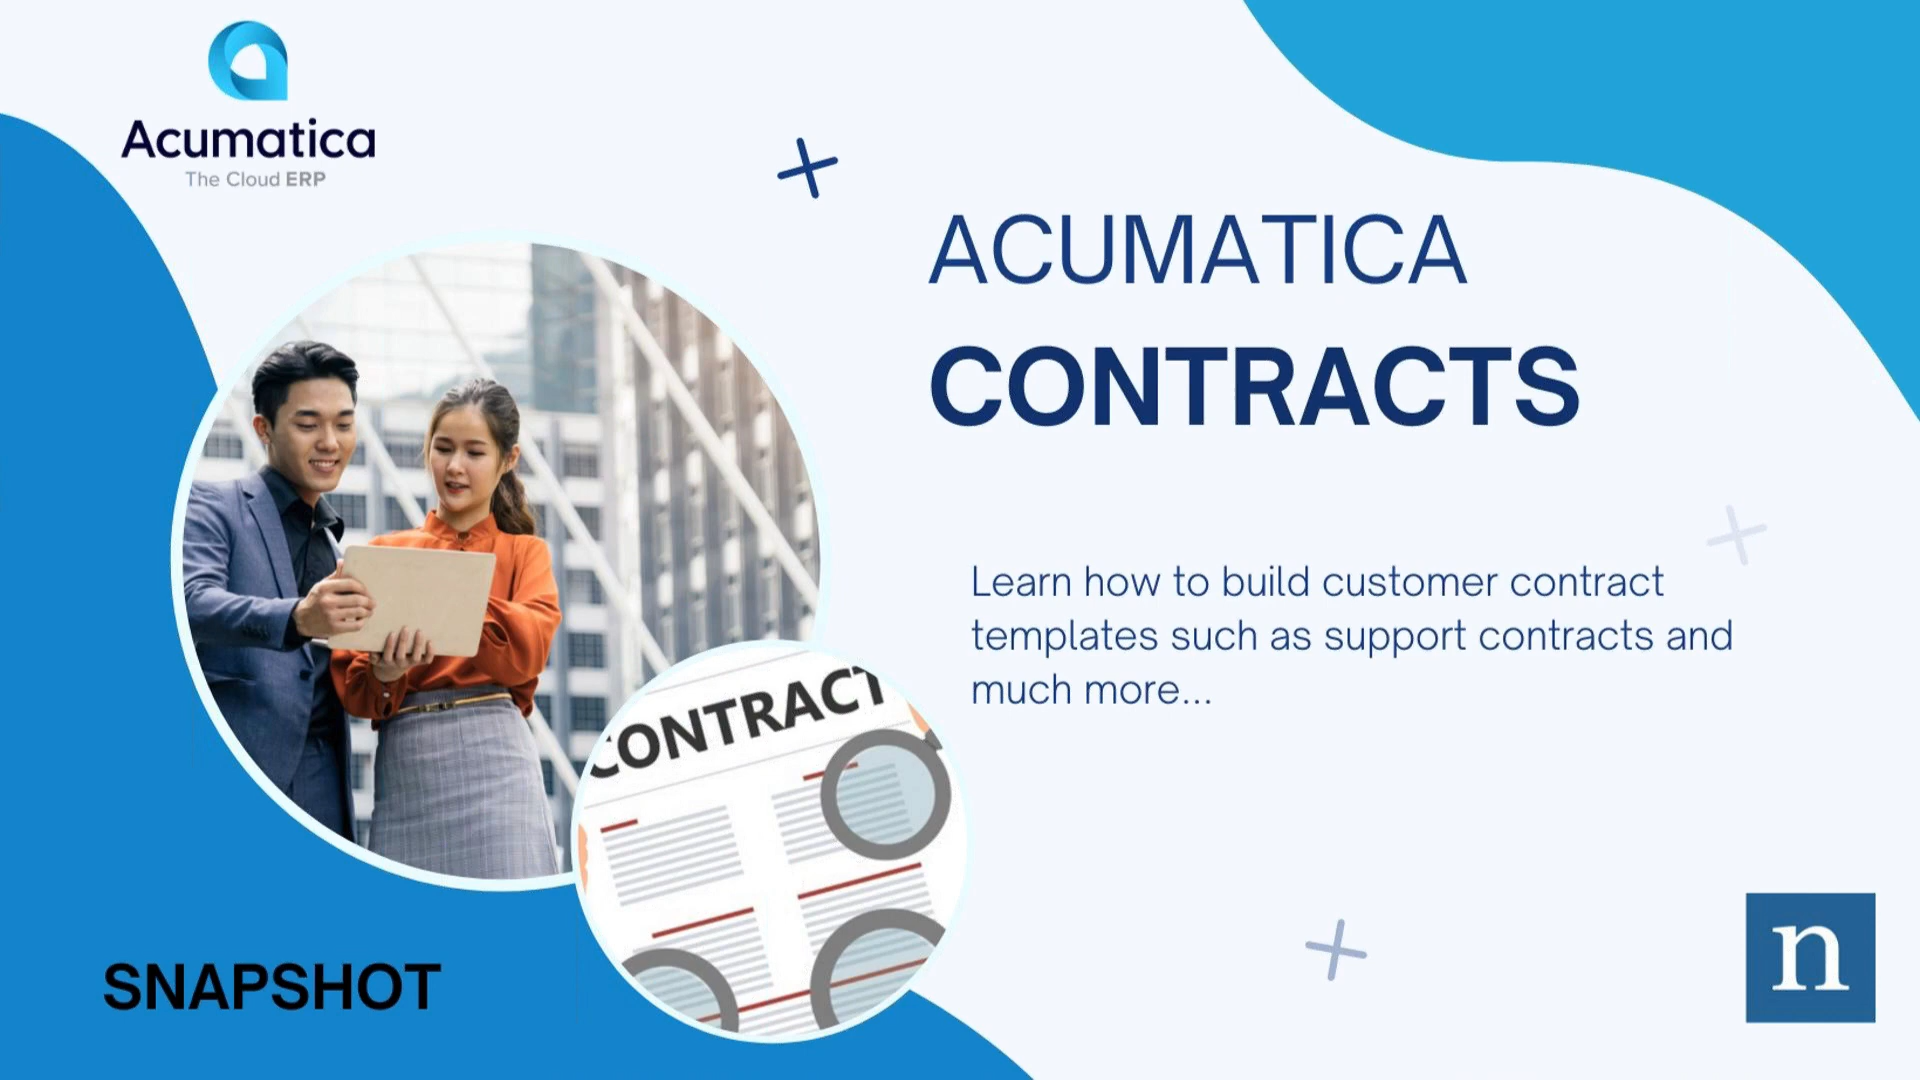 Acumatica
The Cloud ERP
ACUMATICA
CONTRACTS
Learn how to build customer contract
templates such as support contracts and
much more...
CONTRACT
SNAPSHOT
n